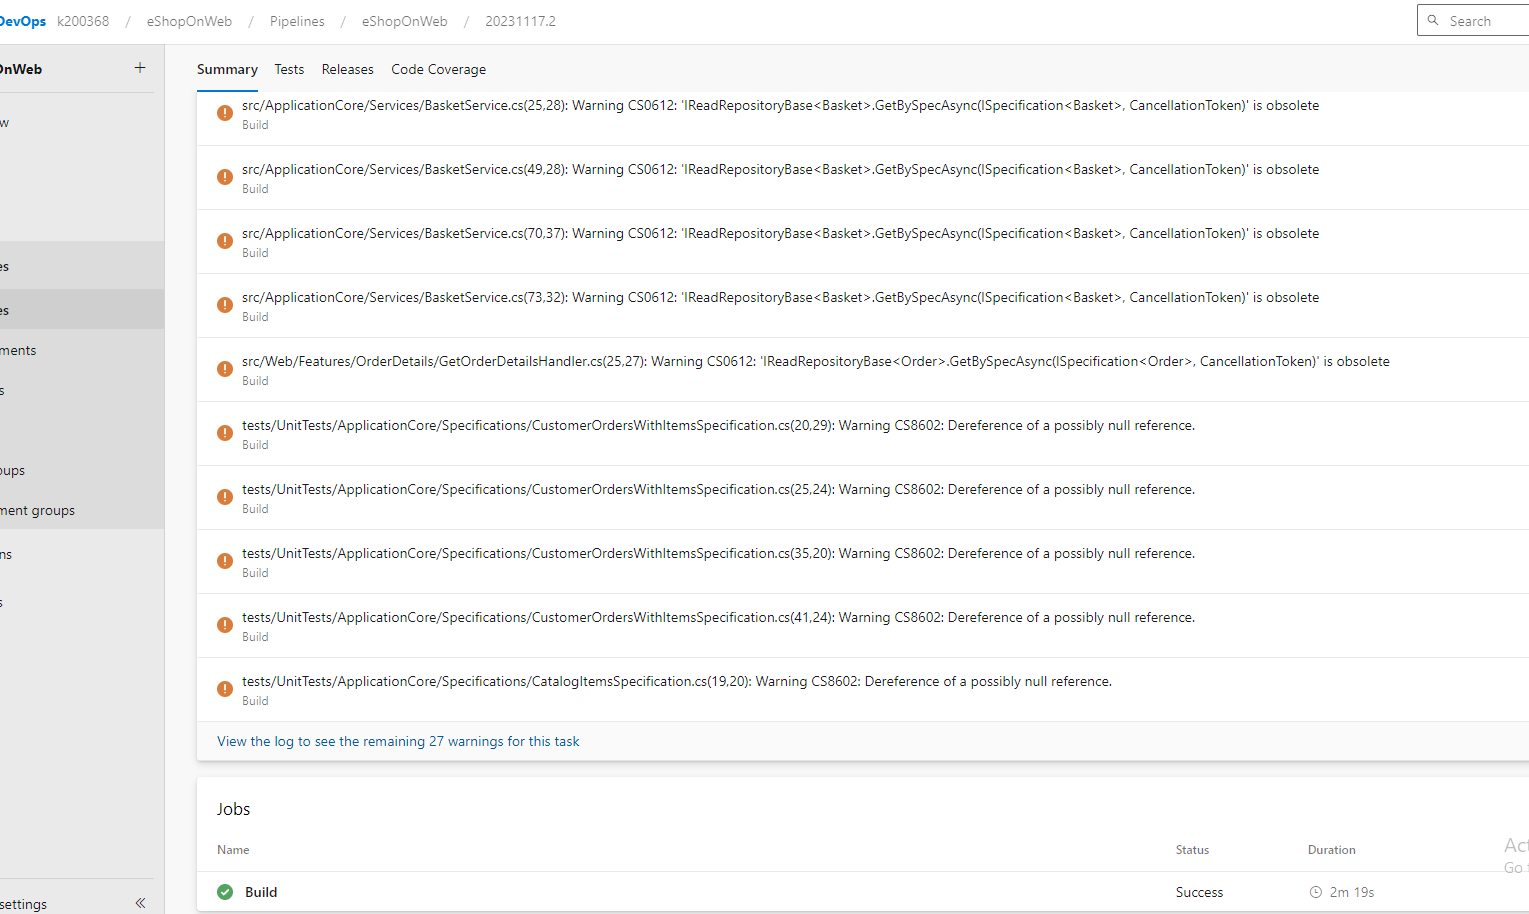 DevOps k200368 / eShopOnWeb / Pipelines / eShopOnWeb / 20231117.2
Search
OnWeb +
w
es
es
ments
s
oups
ment groups
ns
s
settings
Summary Tests Releases Code Coverage
src/ApplicationCore/Services/BasketService.cs(25,28): Warning CS0612: 'IReadRepositoryBase<Basket>.GetBySpecAsync(ISpecification<Basket>, CancellationToken)' is obsolete
Build
src/ApplicationCore/Services/BasketService.cs(49,28): Warning CS0612: 'IReadRepositoryBase<Basket>.GetBySpecAsync(ISpecification<Basket>, CancellationToken)' is obsolete
Build
src/ApplicationCore/Services/BasketService.cs(70,37): Warning CS0612: 'IReadRepositoryBase<Basket>.GetBySpecAsync(ISpecification<Basket>, CancellationToken)' is obsolete
Build
src/ApplicationCore/Services/BasketService.cs(73,32): Warning CS0612: 'IReadRepositoryBase<Basket>.GetBySpecAsync(ISpecification<Basket>, CancellationToken)' is obsolete
Build
src/Web/Features/OrderDetails/GetOrderDetailsHandler.cs(25,27): Warning CS0612: 'IReadRepositoryBase<Order>.GetBySpecAsync(ISpecification<Order>, CancellationToken)' is obsolete
Build
tests/UnitTests/ApplicationCore/Specifications/CustomerOrdersWithItemsSpecification.cs(20,29): Warning CS8602: Dereference of a possibly null reference.
Build
tests/UnitTests/ApplicationCore/Specifications/CustomerOrdersWithItemsSpecification.cs(25,24): Warning CS8602: Dereference of a possibly null reference.
Build
tests/UnitTests/ApplicationCore/Specifications/CustomerOrdersWithItemsSpecification.cs(35,20): Warning CS8602: Dereference of a possibly null reference.
Build
tests/UnitTests/ApplicationCore/Specifications/CustomerOrdersWithItemsSpecification.cs(41,24): Warning CS8602: Dereference of a possibly null reference.
Build
tests/UnitTests/ApplicationCore/Specifications/CatalogItemsSpecification.cs(19,20): Warning CS8602: Dereference of a possibly null reference.
Build
View the log to see the remaining 27 warnings for this task
Jobs
Name Status Duration
Build Success 2m 19s
Act
Go